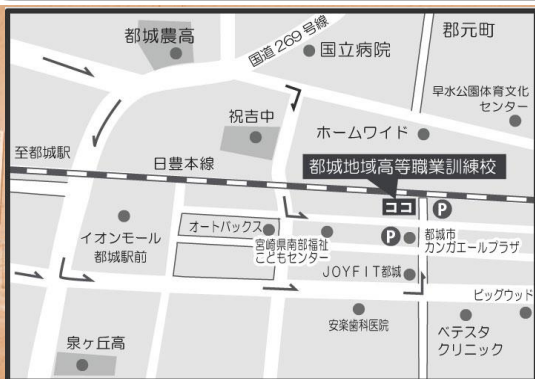 都城農高
国道269号線
国立病院
郡元町
早水公園体育文化
センター
祝吉中
ホームワイド
至都城駅
日豊本線
都城地域高等職業訓練校
ココ
P
イオンモール
都城駅前
オートバックス
宮崎県南部福祉
こどもセンター
P
都城市
カンガエールプラザ
JOYFIT都城
ビッグウッド
安楽歯科医院
ベテスタ
クリニック
泉ヶ丘高